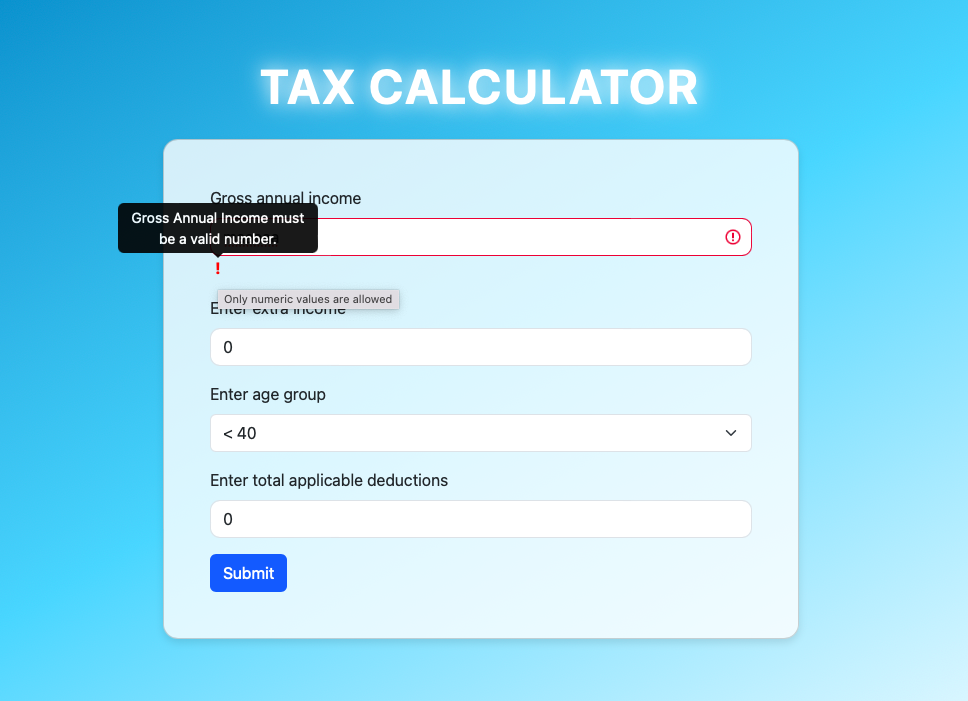 TAX CALCULATOR
Gross annual income
Gross Annual Income must
be a valid number.
!
Only numeric values are allowed
Enter extra income
0
Enter age group
< 40
Enter total applicable deductions
0
Submit